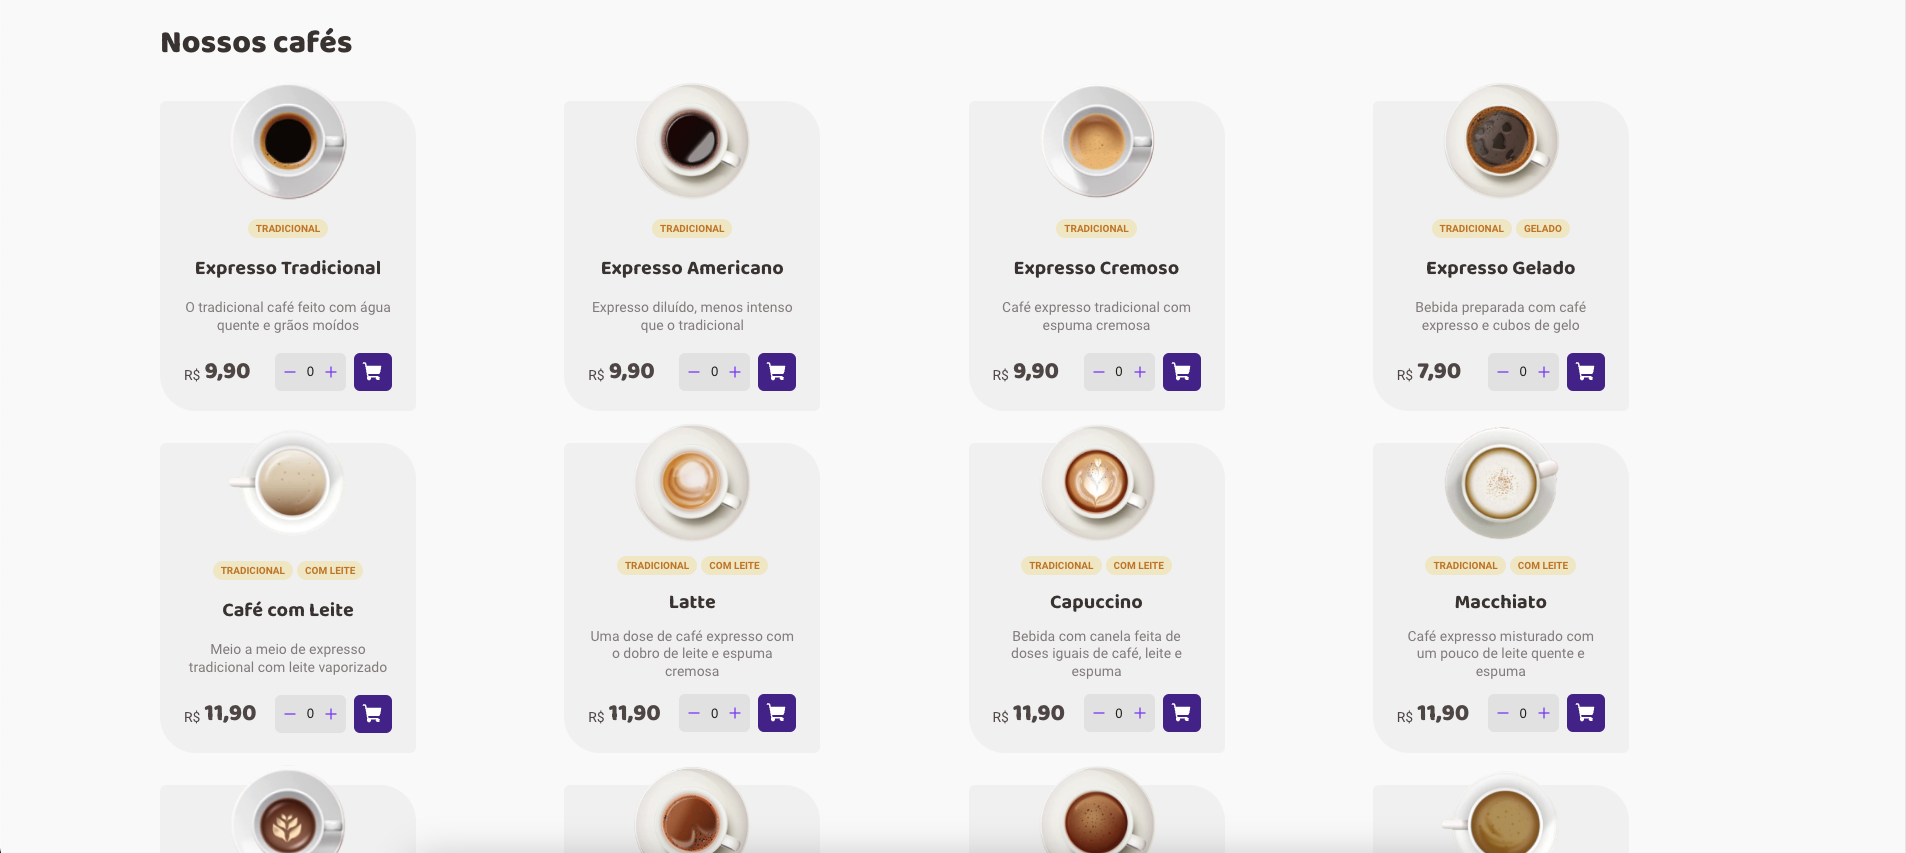 Nossos cafés
TRADICIONAL
Expresso Tradicional
O tradicional café feito com água
quente e grãos moídos
R$ 9,90 − 0 +
TRADICIONAL
Expresso Americano
Expresso diluído, menos intenso
que o tradicional
R$ 9,90 − 0 +
TRADICIONAL
Expresso Cremoso
Café expresso tradicional com
espuma cremosa
R$ 9,90 − 0 +
TRADICIONAL GELADO
Expresso Gelado
Bebida preparada com café
expresso e cubos de gelo
R$ 7,90 − 0 +
TRADICIONAL COM LEITE
Café com Leite
Meio a meio de expresso
tradicional com leite vaporizado
R$ 11,90 − 0 +
TRADICIONAL COM LEITE
Latte
Uma dose de café expresso com
o dobro de leite e espuma
cremosa
R$ 11,90 − 0 +
TRADICIONAL COM LEITE
Capuccino
Bebida com canela feita de
doses iguais de café, leite e
espuma
R$ 11,90 − 0 +
TRADICIONAL COM LEITE
Macchiato
Café expresso misturado com
um pouco de leite quente e
espuma
R$ 11,90 − 0 +